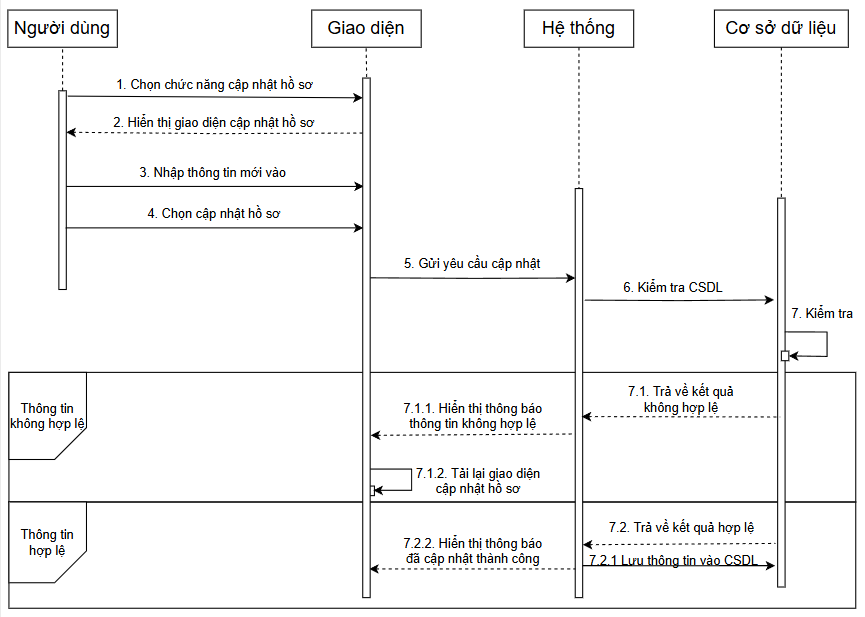 Người dùng
Giao diện
Hệ thống
Cơ sở dữ liệu
1. Chọn chức năng cập nhật hồ sơ
2. Hiển thị giao diện cập nhật hồ sơ
3. Nhập thông tin mới vào
4. Chọn cập nhật hồ sơ
5. Gửi yêu cầu cập nhật
6. Kiểm tra CSDL
7. Kiểm tra
Thông tin
không hợp lệ
7.1. Trả về kết quả
không hợp lệ
7.1.1. Hiển thị thông báo
thông tin không hợp lệ
7.1.2. Tải lại giao diện
cập nhật hồ sơ
Thông tin
hợp lệ
7.2. Trả về kết quả hợp lệ
7.2.2. Hiển thị thông báo
đã cập nhật thành công
7.2.1 Lưu thông tin vào CSDL